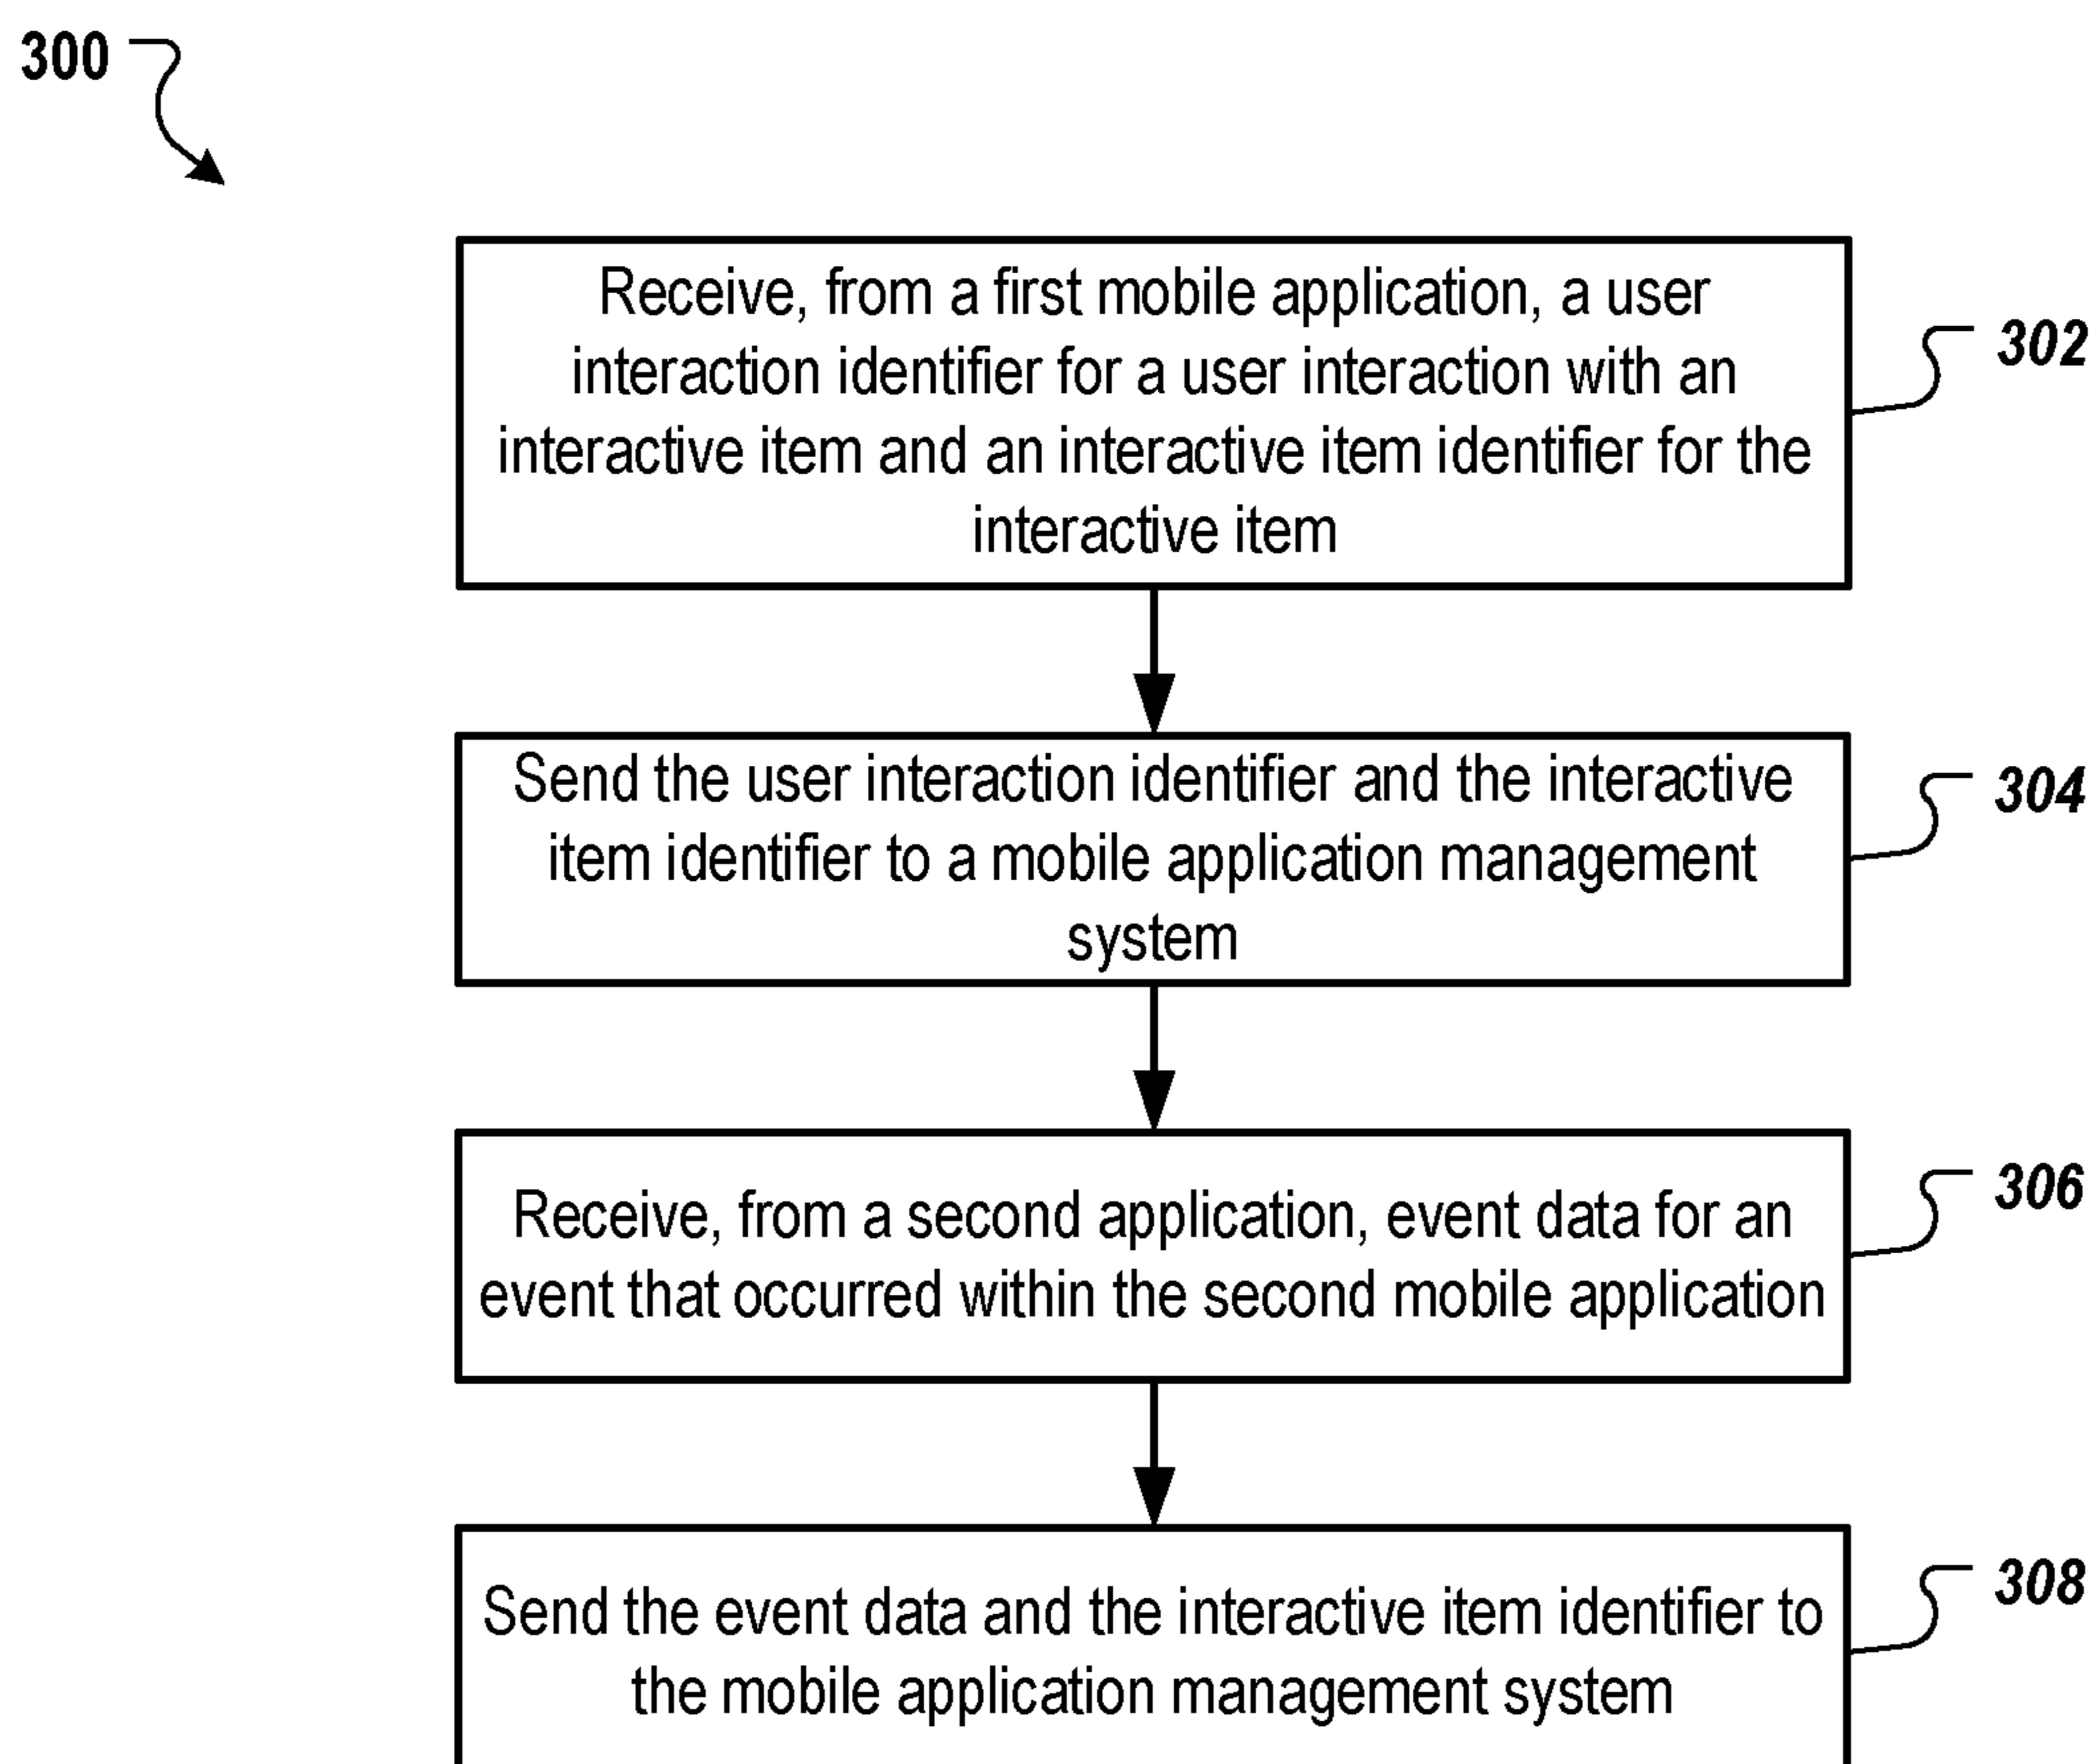 300
Receive, from a first mobile application, a user
interaction identifier for a user interaction with an
interactive item and an interactive item identifier for the
interactive item
302
Send the user interaction identifier and the interactive
item identifier to a mobile application management
system
304
Receive, from a second application, event data for an
event that occurred within the second mobile application
306
Send the event data and the interactive item identifier to
the mobile application management system
308